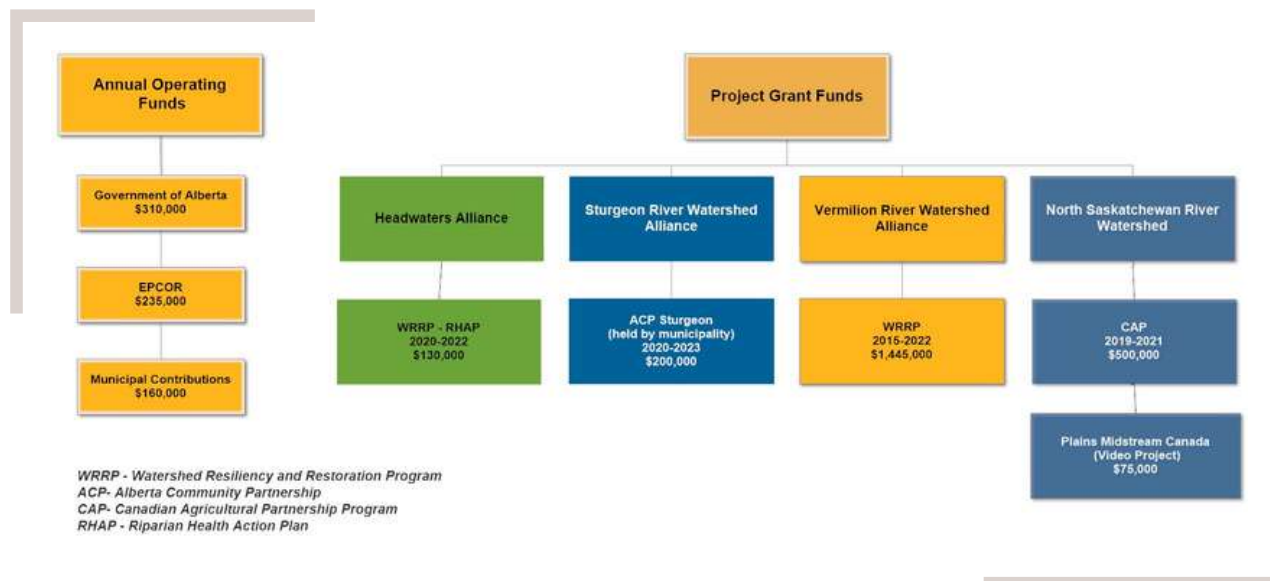 Annual Operating
Funds
Government of Alberta
$310,000
EPCOR
$235,000
Municipal Contributions
$160,000
Project Grant Funds
Headwaters Alliance
WRRP - RHAP
2020-2022
$130,000
Sturgeon River Watershed
Alliance
ACP Sturgeon
(held by municipality)
2020-2023
$200,000
Vermilion River Watershed
Alliance
WRRP
2015-2022
$1,445,000
North Saskatchewan River
Watershed
CAP
2019-2021
$500,000
Plains Midstream Canada
(Video Project)
$75,000
WRRP - Watershed Resiliency and Restoration Program
ACP- Alberta Community Partnership
CAP- Canadian Agricultural Partnership Program
RHAP - Riparian Health Action Plan